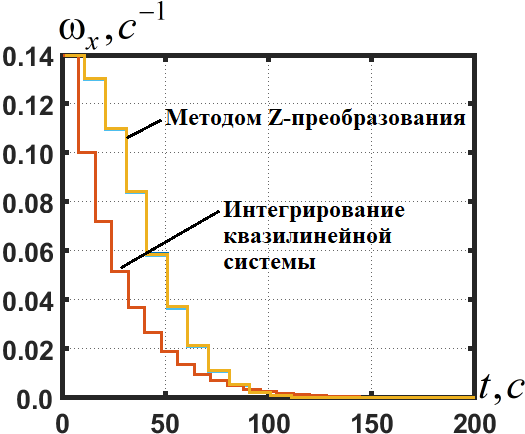 ωₓ, c⁻¹
0.14
0.12
Методом Z-преобразования
0.10
0.08
Интегрирование
квазилинейной
системы
0.06
0.04
0.02
0.0
t, c
0 50 100 150 200